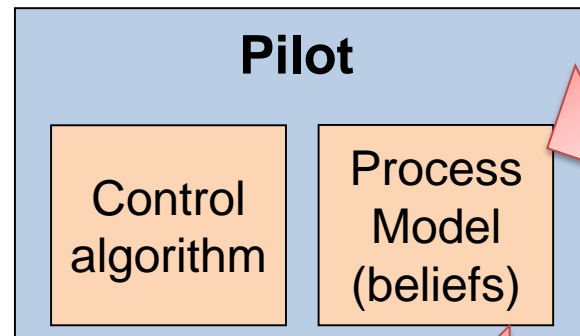 Pilot
Control
algorithm
Process
Model
(beliefs)